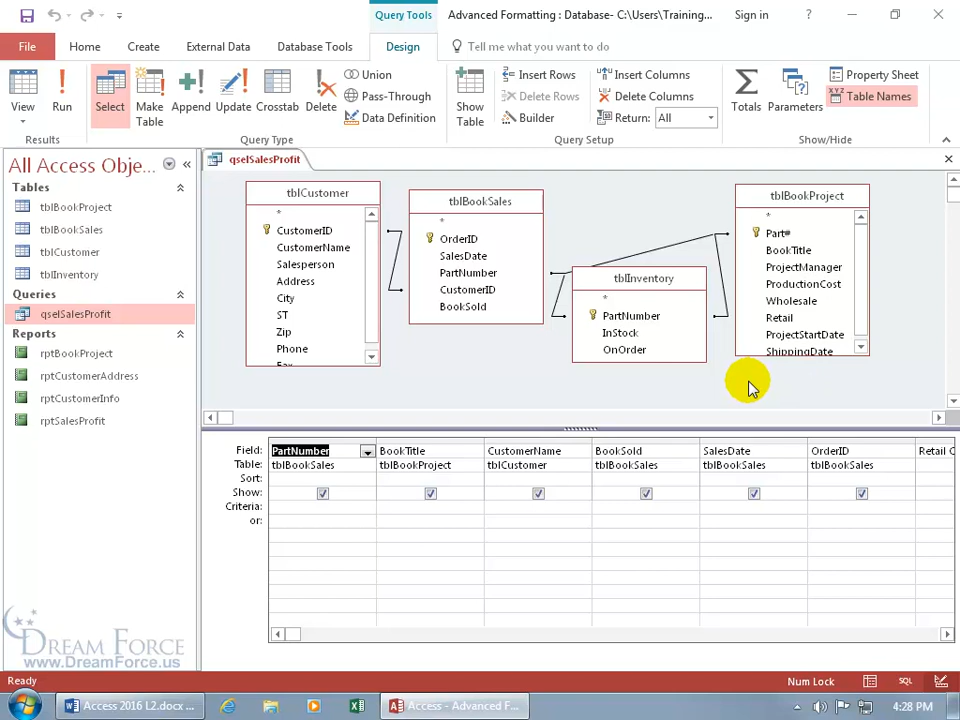 Query Tools
Advanced Formatting : Database- C:\Users\Training...
Sign in
?
File
Home
Create
External Data
Database Tools
Design
Tell me what you want to do
View
Run
Select
Make Table
Append
Update
Crosstab
Delete
Union
Pass-Through
Data Definition
Show Table
Insert Rows
Delete Rows
Builder
Insert Columns
Delete Columns
Return: All
Totals
Parameters
Property Sheet
Table Names
Results
Query Type
Query Setup
Show/Hide
All Access Obje...
Tables
tblBookProject
tblBookSales
tblCustomer
tblInventory
Queries
qselSalesProfit
Reports
rptBookProject
rptCustomerAddress
rptCustomerInfo
rptSalesProfit
qselSalesProfit
tblCustomer
*
CustomerID
CustomerName
Salesperson
Address
City
ST
Zip
Phone
Fax
tblBookSales
*
OrderID
SalesDate
PartNumber
CustomerID
BookSold
tblInventory
*
PartNumber
InStock
OnOrder
tblBookProject
*
Part#
BookTitle
ProjectManager
ProductionCost
Wholesale
Retail
ProjectStartDate
ShippingDate
Field: PartNumber BookTitle CustomerName BookSold SalesDate OrderID Retail C
Table: tblBookSales tblBookProject tblCustomer tblBookSales tblBookSales tblBookSales
Sort:
Show:
Criteria:
or:
DREAM FORCE
www.DreamForce.us
Ready
Num Lock
SQL
Access 2016 L2.docx ...
Access - Advanced F...
4:28 PM